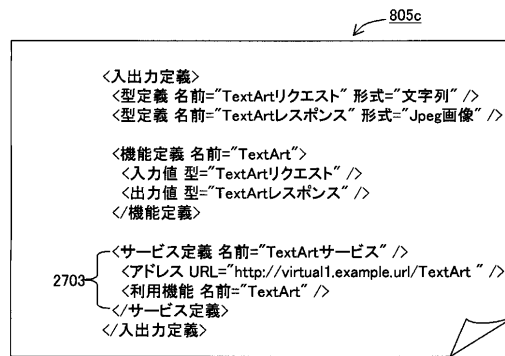 805c
<入出力定義>
<型定義 名前="TextArtリクエスト" 形式="文字列" />
<型定義 名前="TextArtレスポンス" 形式="Jpeg画像" />
<機能定義 名前="TextArt">
<入力値 型="TextArtリクエスト" />
<出力値 型="TextArtレスポンス" />
</機能定義>
<サービス定義 名前="TextArtサービス" />
<アドレス URL="http://virtual1.example.url/TextArt " />
2703
<利用機能 名前="TextArt" />
</サービス定義>
</入出力定義>